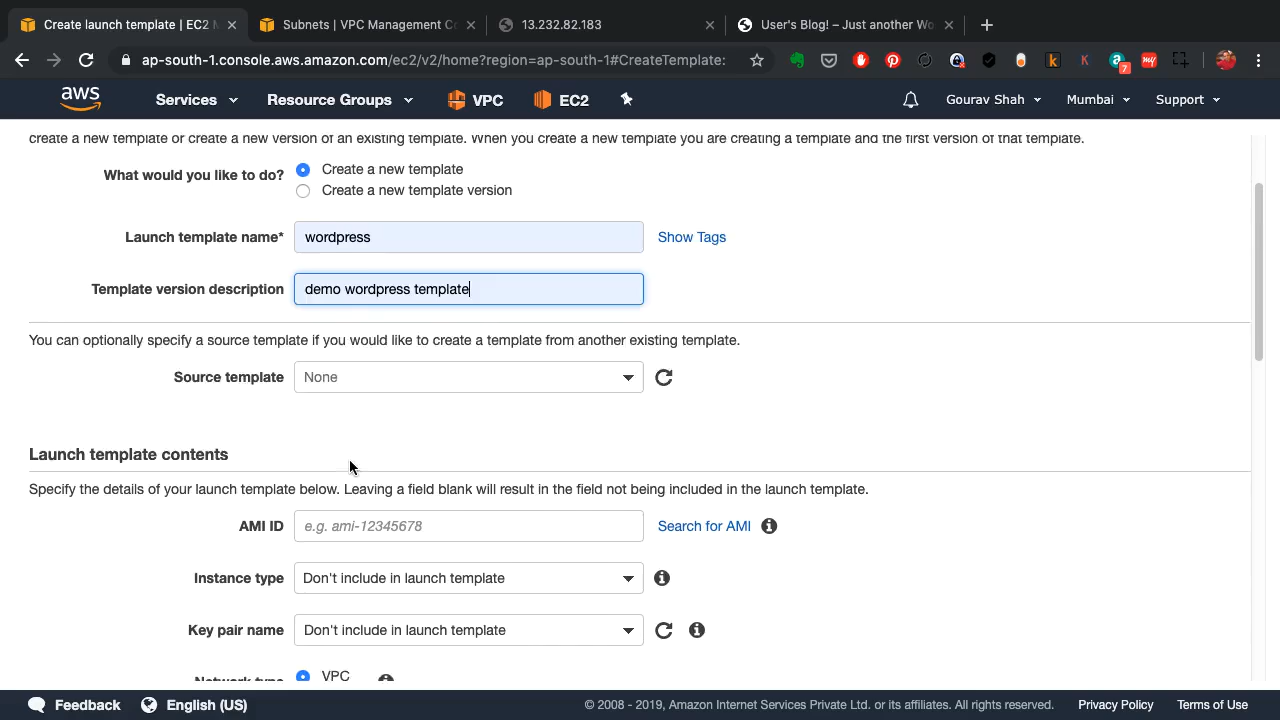 Create launch template | EC2 M
Subnets | VPC Management Co
13.232.82.183
User's Blog! – Just another Wo
ap-south-1.console.aws.amazon.com/ec2/v2/home?region=ap-south-1#CreateTemplate:
7
my
aws
Services
Resource Groups
VPC
EC2
Gourav Shah
Mumbai
Support
create a new template or create a new version of an existing template. When you create a new template you are creating a template and the first version of that template.
What would you like to do?
Create a new template
Create a new template version
Launch template name*
wordpress
Show Tags
Template version description
demo wordpress template
You can optionally specify a source template if you would like to create a template from another existing template.
Source template
None
Launch template contents
Specify the details of your launch template below. Leaving a field blank will result in the field not being included in the launch template.
AMI ID
e.g. ami-12345678
Search for AMI
Instance type
Don't include in launch template
Key pair name
Don't include in launch template
Network type
VPC
Feedback
English (US)
© 2008 - 2019, Amazon Internet Services Private Ltd. or its affiliates. All rights reserved.
Privacy Policy
Terms of Use